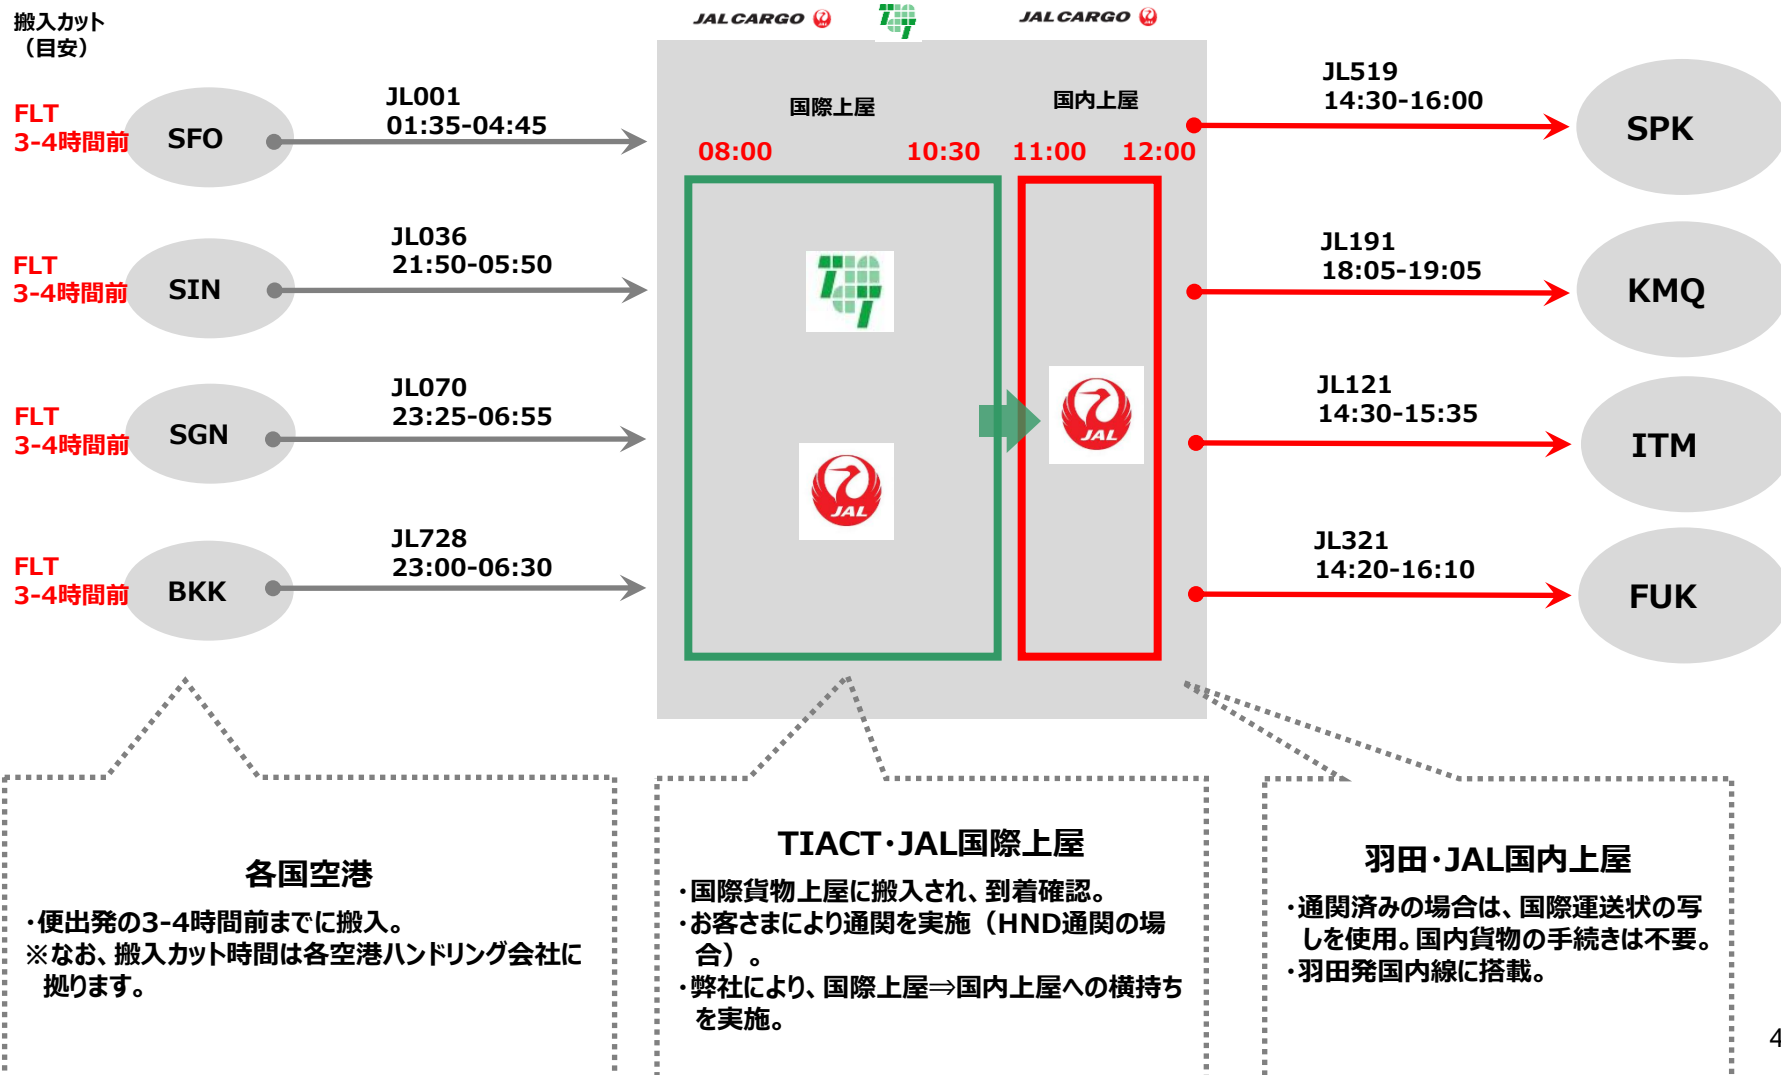 搬入カット
（目安）
JAL CARGO
JAL CARGO
国際上屋
国内上屋
08:00
10:30
11:00
12:00
FLT
3-4時間前
SFO
JL001
01:35-04:45
JL519
14:30-16:00
SPK
FLT
3-4時間前
SIN
JL036
21:50-05:50
JL191
18:05-19:05
KMQ
FLT
3-4時間前
SGN
JL070
23:25-06:55
JAL
JAL
JL121
14:30-15:35
ITM
FLT
3-4時間前
BKK
JL728
23:00-06:30
JL321
14:20-16:10
FUK
各国空港
・便出発の3-4時間前までに搬入。
※なお、搬入カット時間は各空港ハンドリング会社に
拠ります。
TIACT・JAL国際上屋
・国際貨物上屋に搬入され、到着確認。
・お客さまにより通関を実施（HND通関の場
合）。
・弊社により、国際上屋⇒国内上屋への横持ち
を実施。
羽田・JAL国内上屋
・通関済みの場合は、国際運送状の写
しを使用。国内貨物の手続きは不要。
・羽田発国内線に搭載。
4